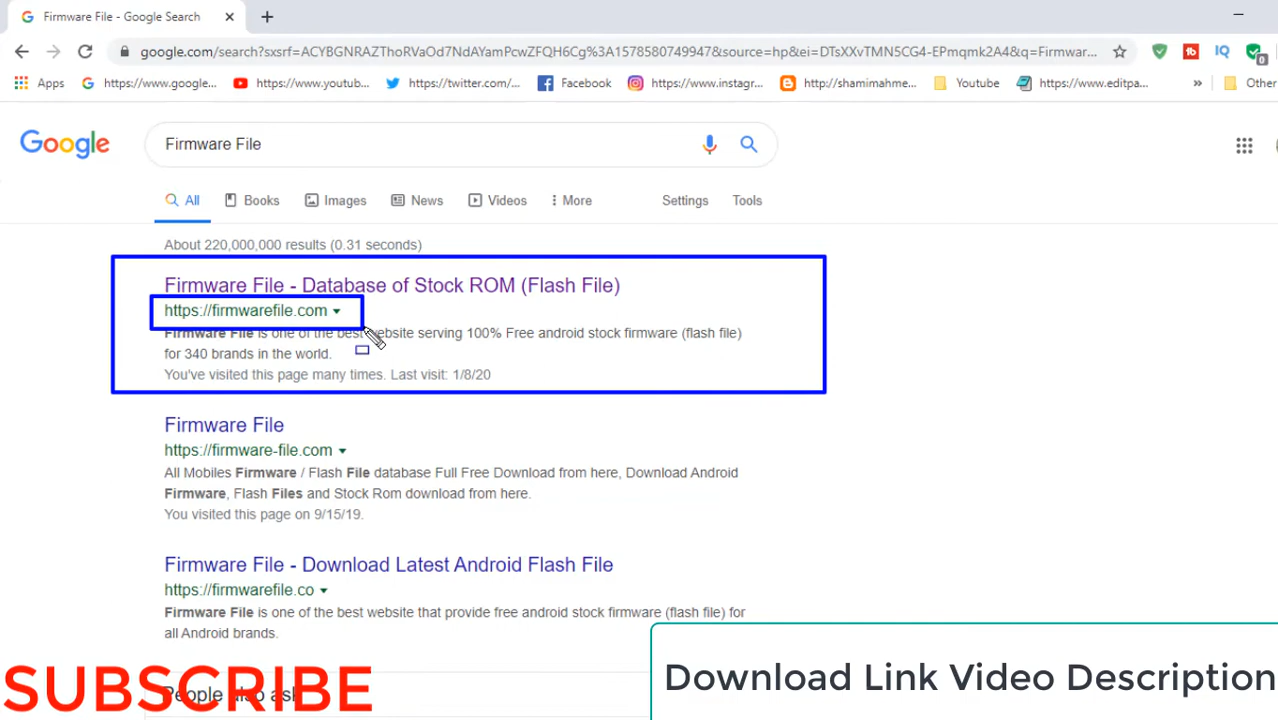 Firmware File - Google Search
google.com/search?sxsrf=ACYBGNRAZThoRVaOd7NdAYamPcwZFQH6Cg%3A1578580749947&source=hp&ei=DTsXXvTMN5CG4-EPmqmk2A4&q=Firmwar...
IQ
0
Apps https://www.google... https://www.youtub... https://twitter.com/... Facebook https://www.instagr... http://shamimahme... Youtube https://www.editpa... » Other
Google
Firmware File
All Books Images News Videos More Settings Tools
About 220,000,000 results (0.31 seconds)
Firmware File - Database of Stock ROM (Flash File)
https://firmwarefile.com
Firmware File is one of the best website serving 100% Free android stock firmware (flash file)
for 340 brands in the world.
You've visited this page many times. Last visit: 1/8/20
Firmware File
https://firmware-file.com
All Mobiles Firmware / Flash File database Full Free Download from here, Download Android
Firmware, Flash Files and Stock Rom download from here.
You visited this page on 9/15/19.
Firmware File - Download Latest Android Flash File
https://firmwarefile.co
Firmware File is one of the best website that provide free android stock firmware (flash file) for
all Android brands.
People also ask
SUBSCRIBE
Download Link Video Description